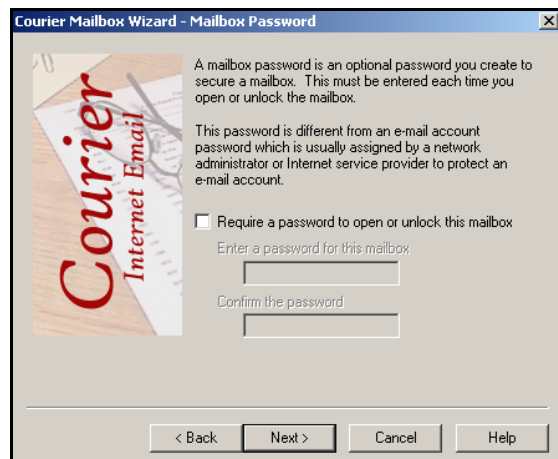 Courier Mailbox Wizard - Mailbox Password
Courier
Internet Email
A mailbox password is an optional password you create to
secure a mailbox. This must be entered each time you
open or unlock the mailbox.
This password is different from an e-mail account
password which is usually assigned by a network
administrator or Internet service provider to protect an
e-mail account.
Require a password to open or unlock this mailbox
Enter a password for this mailbox
Confirm the password
< Back
Next >
Cancel
Help